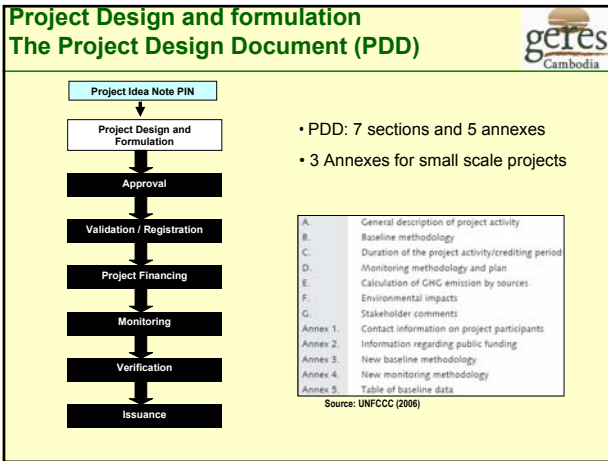 Project Design and formulation
The Project Design Document (PDD)
geres
Cambodia
Project Idea Note PIN
Project Design and
Formulation
Approval
Validation / Registration
Project Financing
Monitoring
Verification
Issuance
• PDD: 7 sections and 5 annexes
• 3 Annexes for small scale projects
A. General description of project activity
B. Baseline methodology
C. Duration of the project activity/crediting period
D. Monitoring methodology and plan
E. Calculation of GHG emission by sources
F. Environmental impacts
G. Stakeholder comments
Annex 1. Contact information on project participants
Annex 2. Information regarding public funding
Annex 3. New baseline methodology
Annex 4. New monitoring methodology
Annex 5. Table of baseline data
Source: UNFCCC (2006)